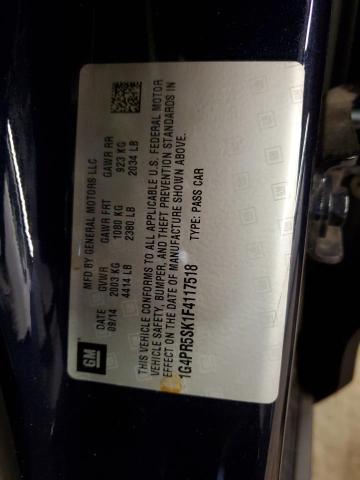 GM
MFD BY GENERAL MOTORS LLC
DATE GVWR GAWR FRT GAWR RR
09/14 2003 KG 1080 KG 923 KG
4414 LB 2380 LB 2034 LB
THIS VEHICLE CONFORMS TO ALL APPLICABLE U.S. FEDERAL MOTOR
VEHICLE SAFETY, BUMPER, AND THEFT PREVENTION STANDARDS IN
EFFECT ON THE DATE OF MANUFACTURE SHOWN ABOVE.
1G4PR5SK1F4117518 TYPE: PASS CAR